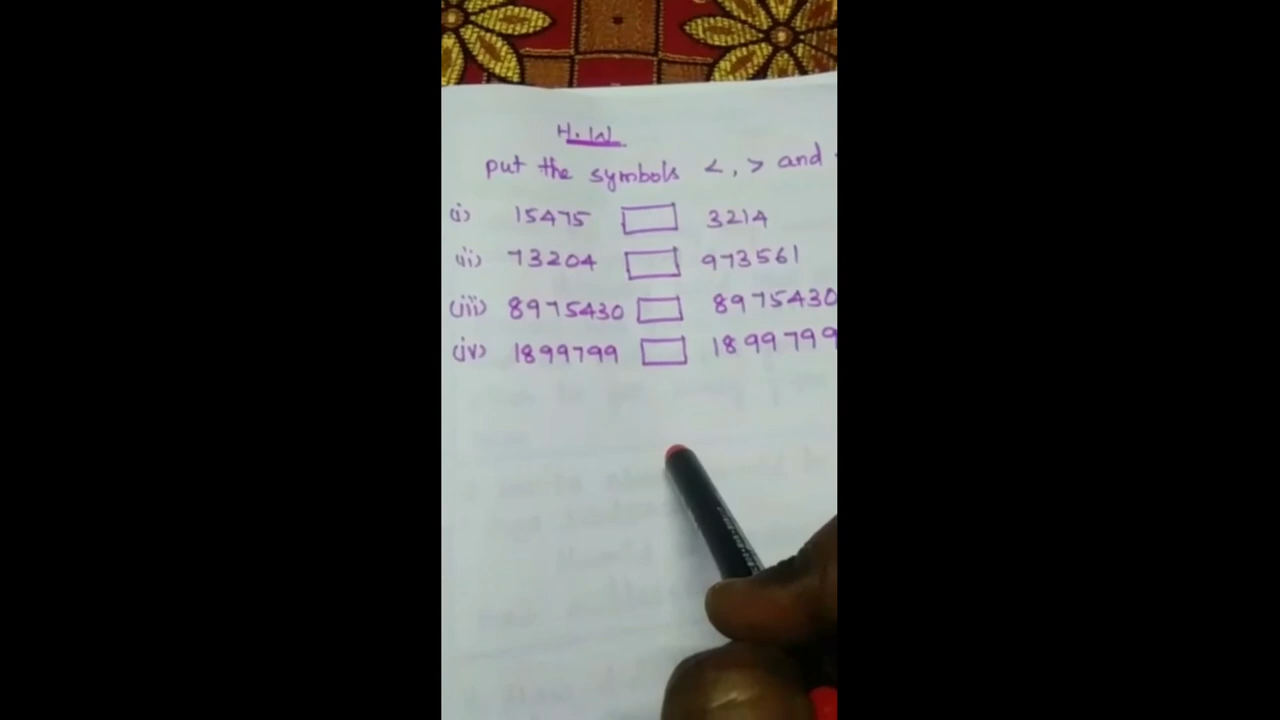 H.W
put the symbols <, > and
(i) 15475 3214
(ii) 73204 973561
(iii) 8975430 8975430
(iv) 1899799 1899799